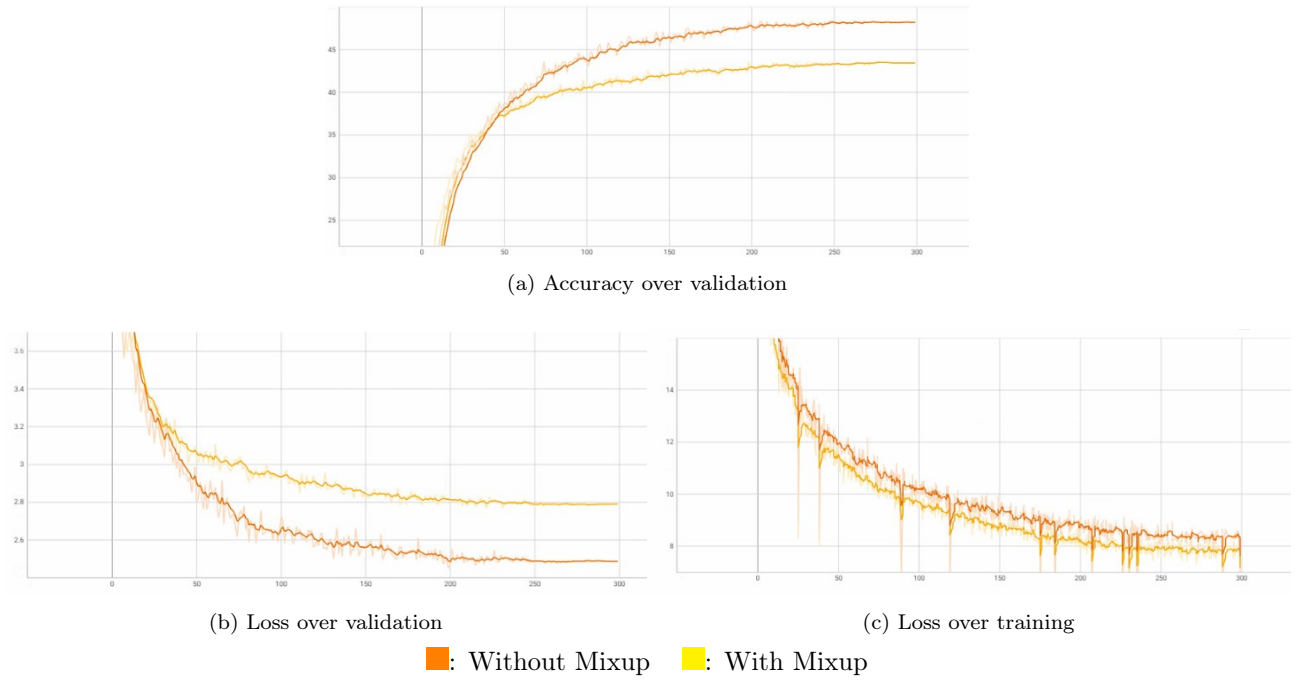 45
40
35
30
25
0 50 100 150 200 250 300
(a) Accuracy over validation
3.6
3.4
3.2
3
2.8
2.6
0 50 100 150 200 250 300
(b) Loss over validation
14
12
10
8
0 50 100 150 200 250 300
(c) Loss over training
: Without Mixup : With Mixup